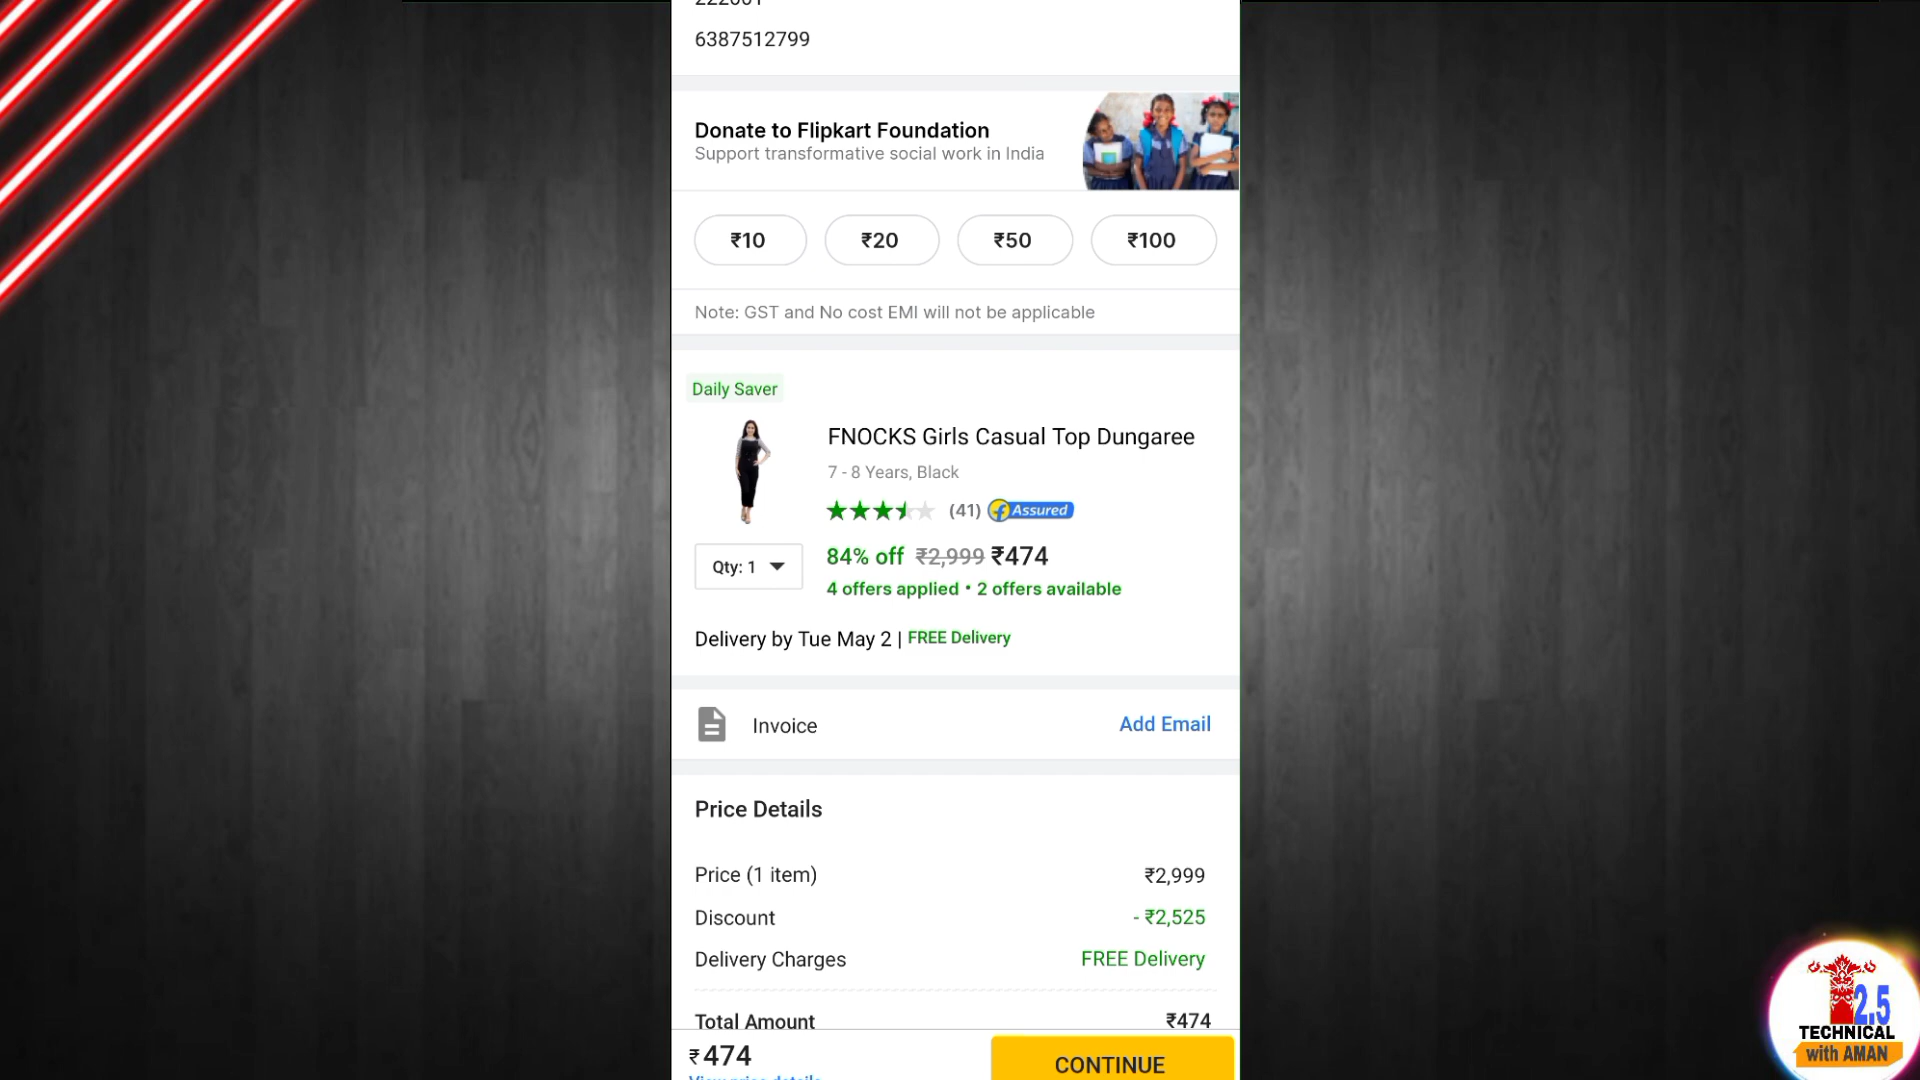 6387512799
Donate to Flipkart Foundation
Support transformative social work in India
₹10 ₹20 ₹50 ₹100
Note: GST and No cost EMI will not be applicable
Daily Saver
FNOCKS Girls Casual Top Dungaree
7 - 8 Years, Black
(41) Assured
Qty: 1
84% off ₹2,999 ₹474
4 offers applied • 2 offers available
Delivery by Tue May 2 | FREE Delivery
Invoice Add Email
Price Details
Price (1 item) ₹2,999
Discount - ₹2,525
Delivery Charges FREE Delivery
Total Amount ₹474
₹474
CONTINUE
2.5
TECHNICAL
with AMAN